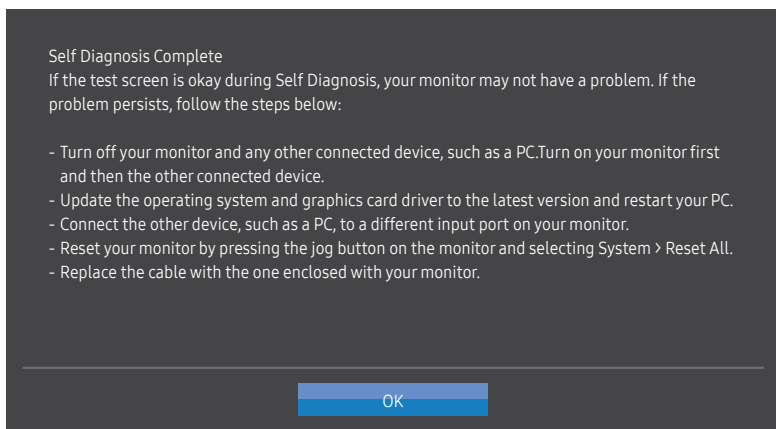 Self Diagnosis Complete
If the test screen is okay during Self Diagnosis, your monitor may not have a problem. If the
problem persists, follow the steps below:
- Turn off your monitor and any other connected device, such as a PC.Turn on your monitor first
and then the other connected device.
- Update the operating system and graphics card driver to the latest version and restart your PC.
- Connect the other device, such as a PC, to a different input port on your monitor.
- Reset your monitor by pressing the jog button on the monitor and selecting System > Reset All.
- Replace the cable with the one enclosed with your monitor.
OK